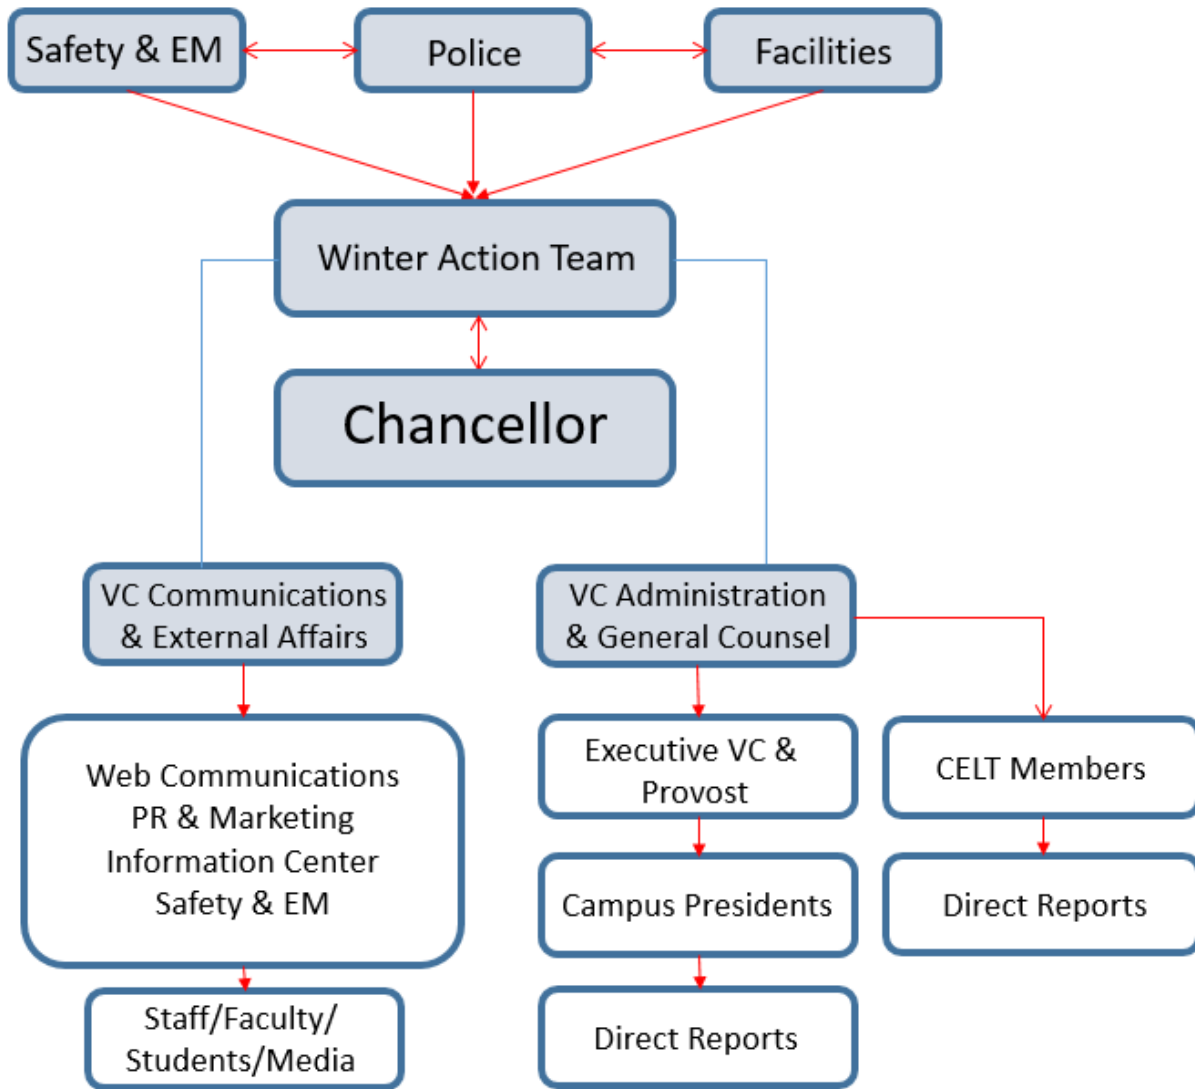 Safety & EM
Police
Facilities
Winter Action Team
Chancellor
VC Communications
& External Affairs
VC Administration
& General Counsel
Web Communications
PR & Marketing
Information Center
Safety & EM
Executive VC &
Provost
CELT Members
Campus Presidents
Direct Reports
Staff/Faculty/
Students/Media
Direct Reports